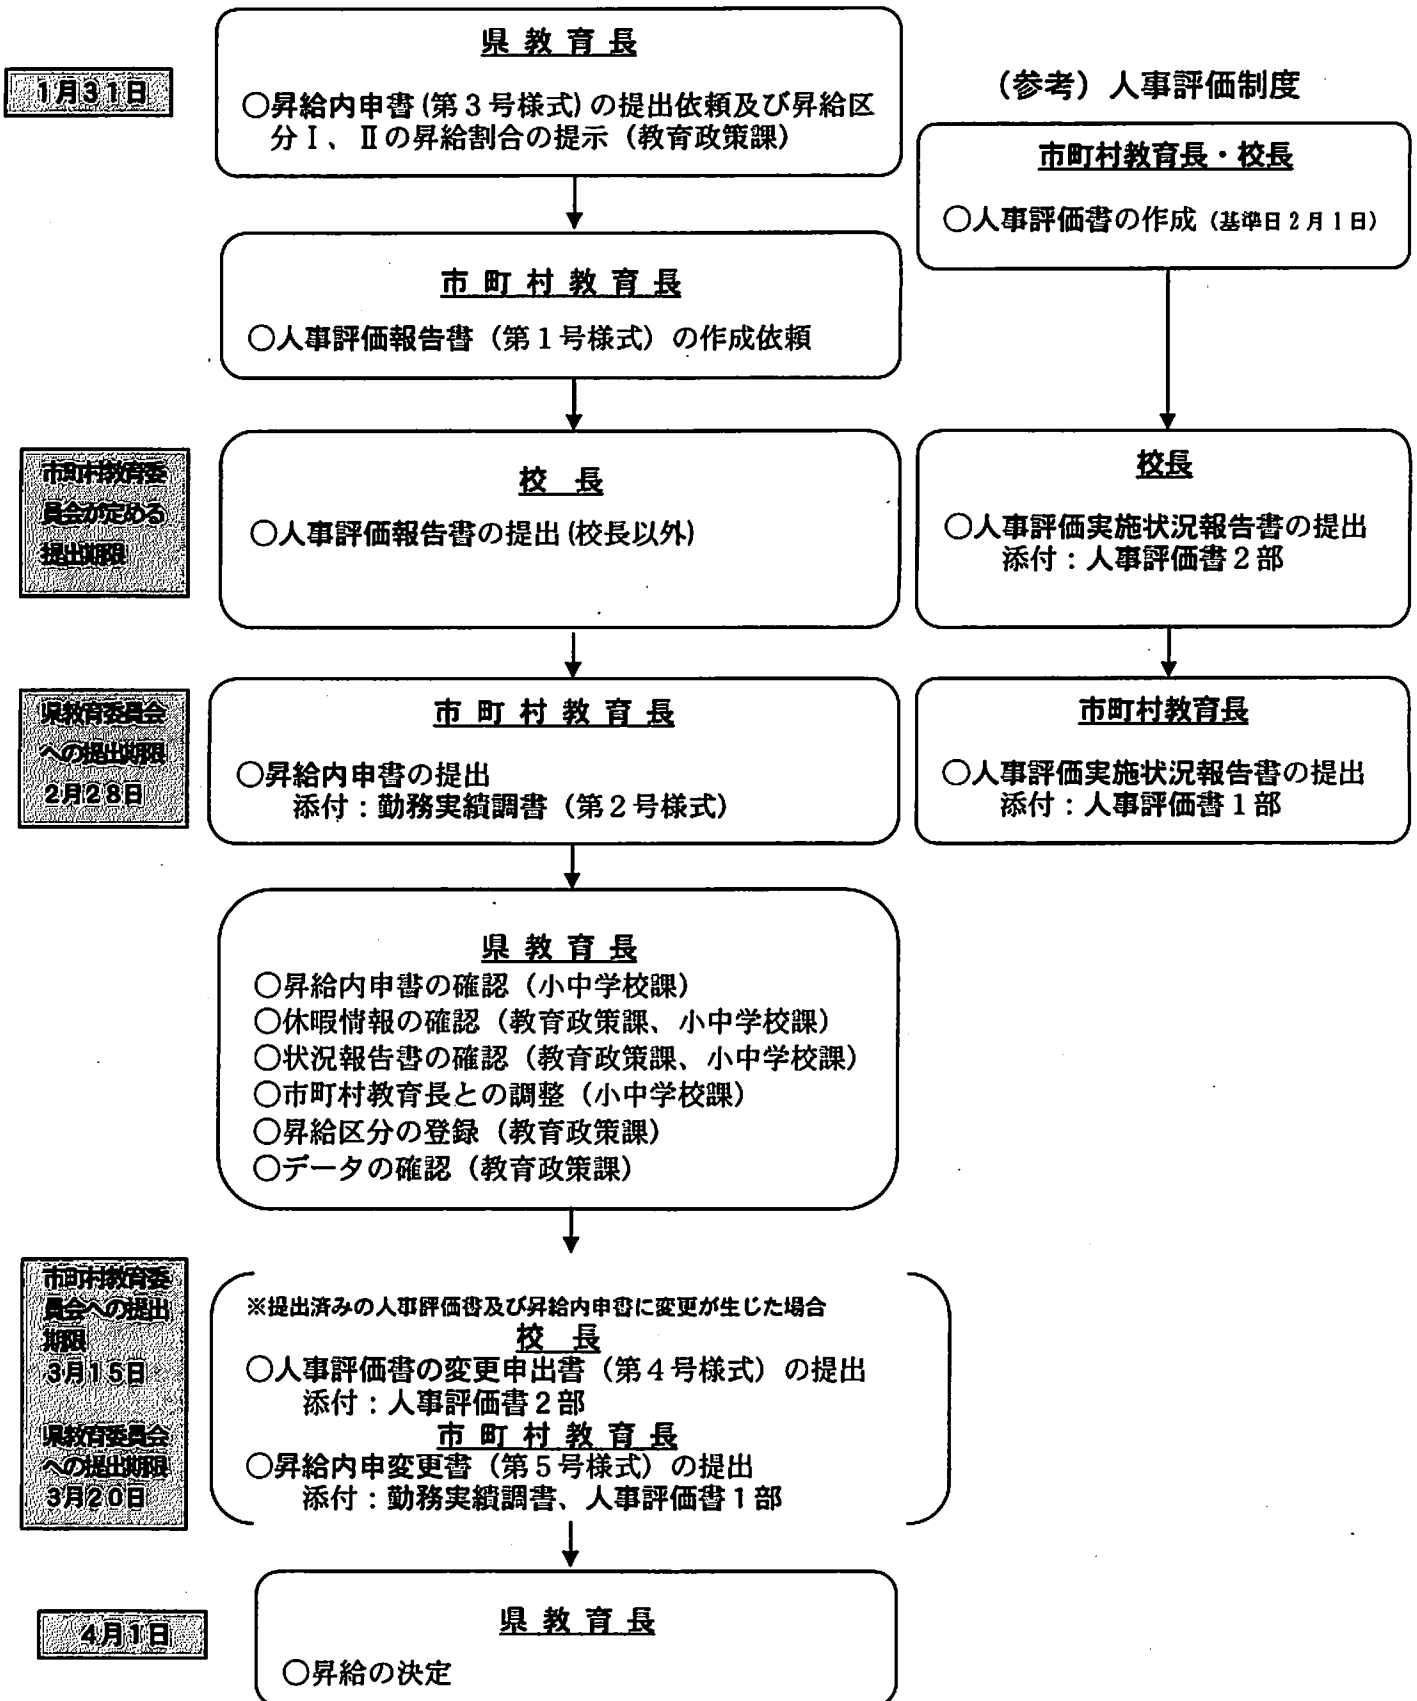 1月31日
県 教 育 長
○昇給内申書(第３号様式)の提出依頼及び昇給区
分Ⅰ、Ⅱの昇給割合の提示（教育政策課）
（参考）人事評価制度
市町村教育長・校長
○人事評価書の作成（基準日２月１日）
市 町 村 教 育 長
○人事評価報告書（第１号様式）の作成依頼
市町村教育委
員会が定める
提出期限
校 長
○人事評価報告書の提出(校長以外)
校長
○人事評価実施状況報告書の提出
添付：人事評価書２部
県教育委員会
への提出期限
2月28日
市 町 村 教 育 長
○昇給内申書の提出
添付：勤務実績調書（第２号様式）
市町村教育長
○人事評価実施状況報告書の提出
添付：人事評価書１部
県 教 育 長
○昇給内申書の確認（小中学校課）
○休暇情報の確認（教育政策課、小中学校課）
○状況報告書の確認（教育政策課、小中学校課）
○市町村教育長との調整（小中学校課）
○昇給区分の登録（教育政策課）
○データの確認（教育政策課）
市町村教育委
員会への提出
期限
3月15日
県教育委員会
への提出期限
3月20日
※提出済みの人事評価書及び昇給内申書に変更が生じた場合
校 長
○人事評価書の変更申出書（第４号様式）の提出
添付：人事評価書２部
市 町 村 教 育 長
○昇給内申変更書（第５号様式）の提出
添付：勤務実績調書、人事評価書１部
4月1日
県 教 育 長
○昇給の決定